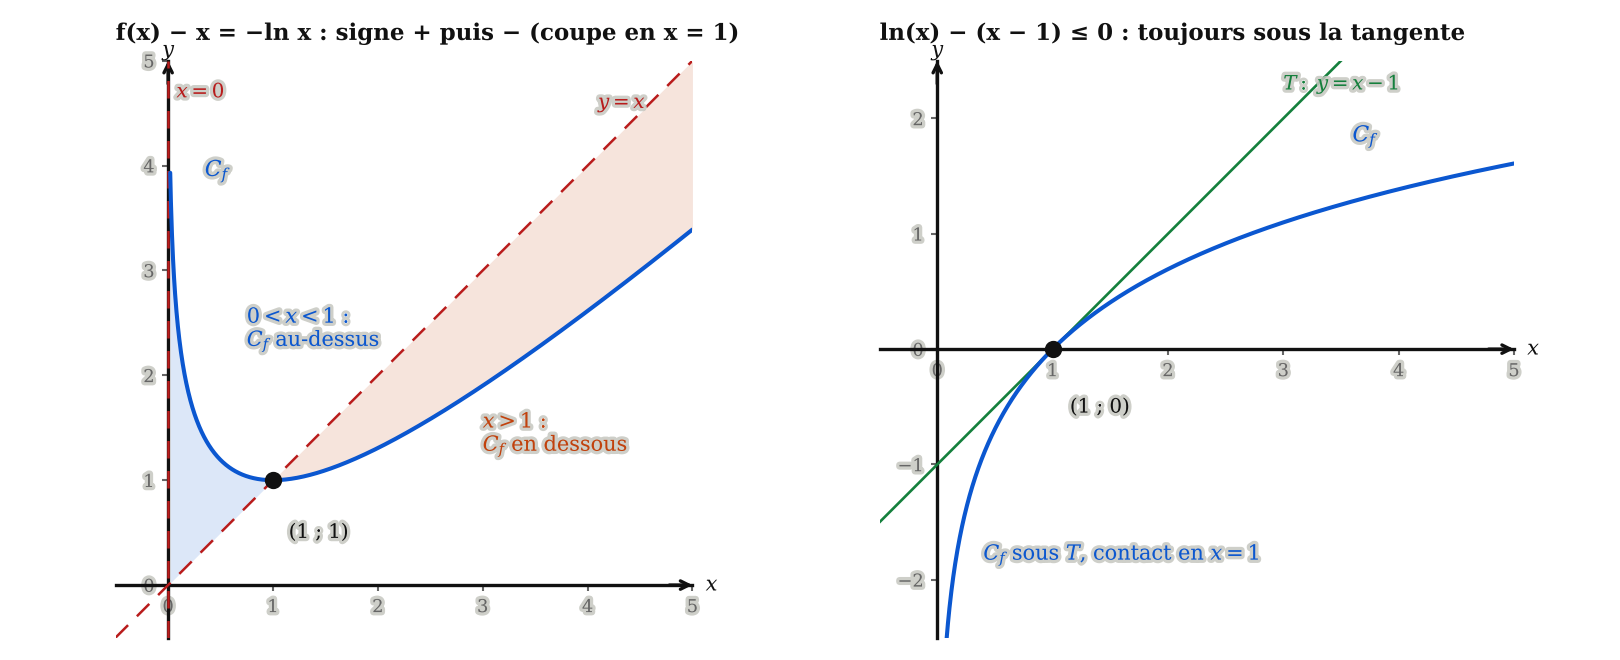 f(x) − x = −ln x : signe + puis − (coupe en x = 1)
y
5
x = 0
y = x
4
C_f
3
0 < x < 1 :
C_f au-dessus
2
x > 1 :
C_f en dessous
1
(1 ; 1)
0
x
0 1 2 3 4 5
ln(x) − (x − 1) ≤ 0 : toujours sous la tangente
y
T : y = x − 1
2
C_f
1
0
x
0 1 2 3 4 5
(1 ; 0)
−1
C_f sous T, contact en x = 1
−2